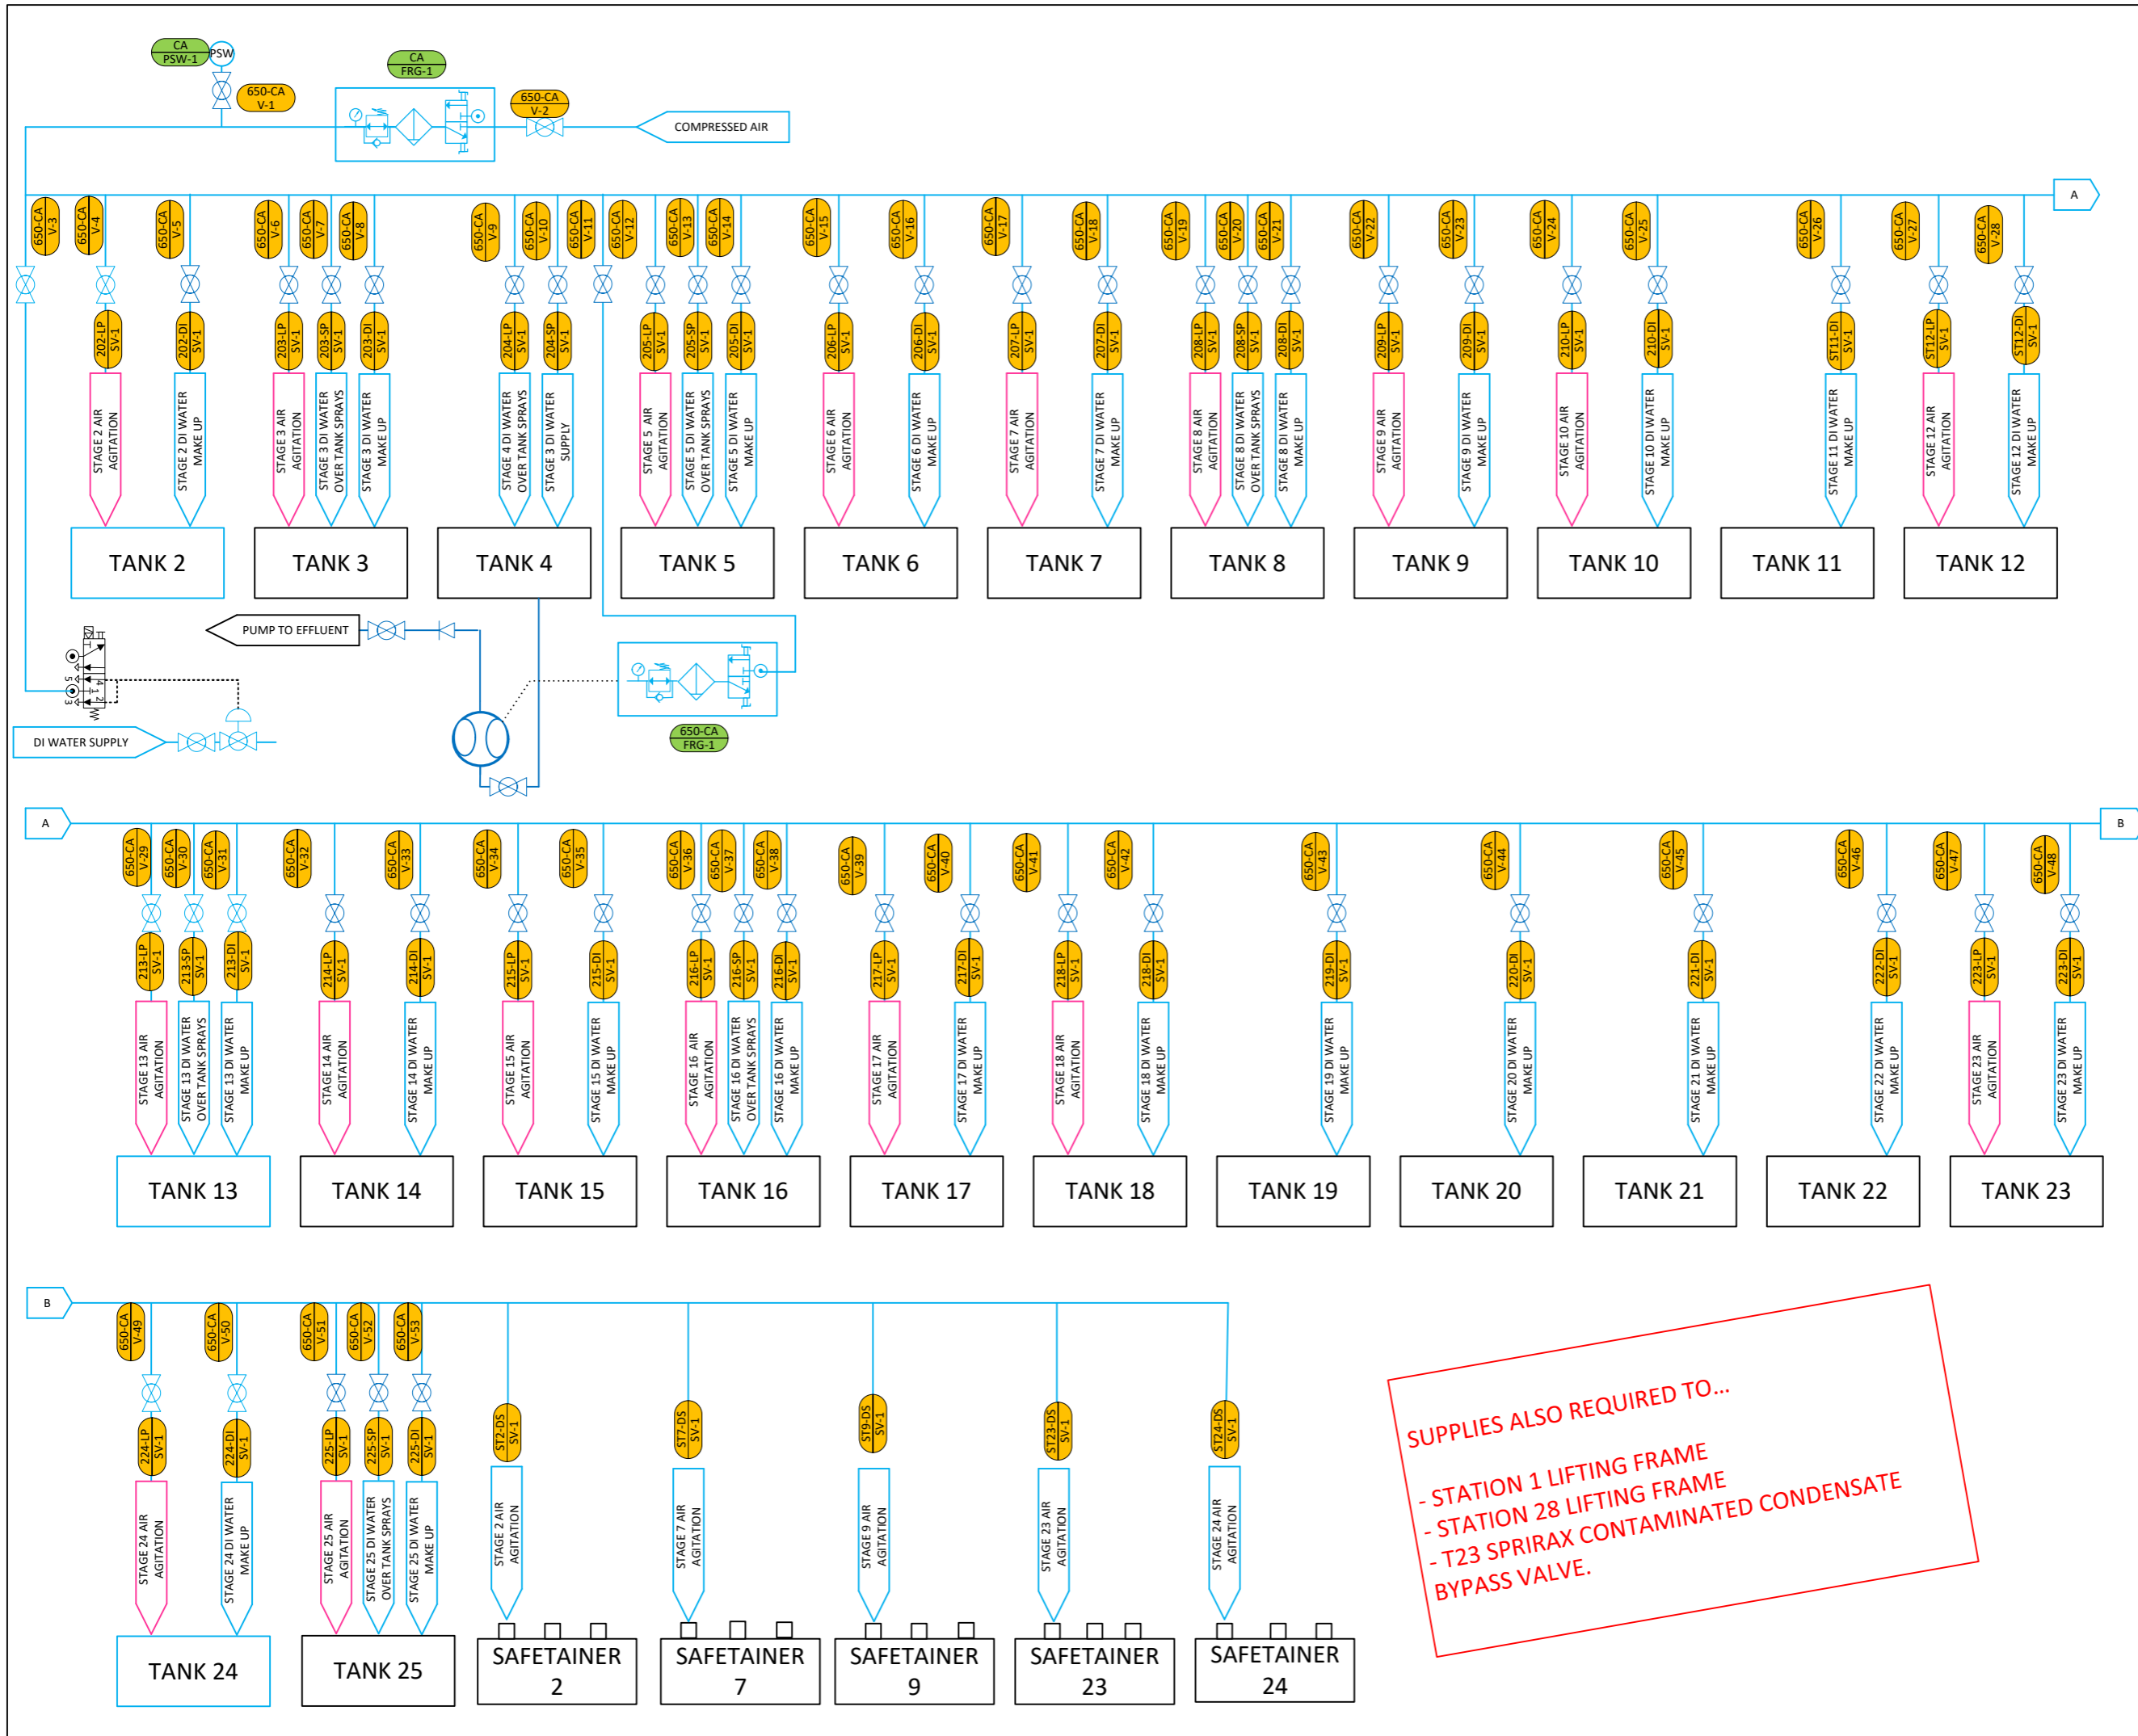 CA
PSW-1
PSW
650-CA
V-1
CA
FRG-1
650-CA
V-2
COMPRESSED AIR
A
650-CA
V-3
650-CA
V-4
650-CA
V-5
650-CA
V-6
650-CA
V-7
650-CA
V-8
650-CA
V-9
650-CA
V-10
650-CA
V-11
650-CA
V-12
650-CA
V-13
650-CA
V-14
650-CA
V-15
650-CA
V-16
650-CA
V-17
650-CA
V-18
650-CA
V-19
650-CA
V-20
650-CA
V-21
650-CA
V-22
650-CA
V-23
650-CA
V-24
650-CA
V-25
650-CA
V-26
650-CA
V-27
650-CA
V-28
202-LP
SV-1
202-DI
SV-1
203-LP
SV-1
203-SP
SV-1
203-DI
SV-1
204-LP
SV-1
204-SP
SV-1
205-LP
SV-1
205-SP
SV-1
205-DI
SV-1
206-LP
SV-1
206-DI
SV-1
207-LP
SV-1
207-DI
SV-1
208-LP
SV-1
208-SP
SV-1
208-DI
SV-1
209-LP
SV-1
209-DI
SV-1
210-LP
SV-1
210-DI
SV-1
ST11-DI
SV-1
ST12-LP
SV-1
ST12-DI
SV-1
STAGE 2 AIR
AGITATION
STAGE 2 DI WATER
MAKE UP
STAGE 3 AIR
AGITATION
STAGE 3 DI WATER
OVER TANK SPRAYS
STAGE 3 DI WATER
MAKE UP
STAGE 4 DI WATER
OVER TANK SPRAYS
STAGE 3 DI WATER
SUPPLY
STAGE 5  AIR
AGITATION
STAGE 5 DI WATER
OVER TANK SPRAYS
STAGE 5 DI WATER
MAKE UP
STAGE 6 AIR
AGITATION
STAGE 6 DI WATER
MAKE UP
STAGE 7 AIR
AGITATION
STAGE 7 DI WATER
MAKE UP
STAGE 8 AIR
AGITATION
STAGE 8 DI WATER
OVER TANK SPRAYS
STAGE 8 DI WATER
MAKE UP
STAGE 9 AIR
AGITATION
STAGE 9 DI WATER
MAKE UP
STAGE 10 AIR
AGITATION
STAGE 10 DI WATER
MAKE UP
STAGE 11 DI WATER
MAKE UP
STAGE 12 AIR
AGITATION
STAGE 12 DI WATER
MAKE UP
TANK 2
TANK 3
TANK 4
TANK 5
TANK 6
TANK 7
TANK 8
TANK 9
TANK 10
TANK 11
TANK 12
PUMP TO EFFLUENT
5
4
1
3
2
DI WATER SUPPLY
650-CA
FRG-1
A
B
650-CA
V-29
650-CA
V-30
650-CA
V-31
650-CA
V-32
650-CA
V-33
650-CA
V-34
650-CA
V-35
650-CA
V-36
650-CA
V-37
650-CA
V-38
650-CA
V-39
650-CA
V-40
650-CA
V-41
650-CA
V-42
650-CA
V-43
650-CA
V-44
650-CA
V-45
650-CA
V-46
650-CA
V-47
650-CA
V-48
213-LP
SV-1
213-SP
SV-1
213-DI
SV-1
214-LP
SV-1
214-DI
SV-1
215-LP
SV-1
215-DI
SV-1
216-LP
SV-1
216-SP
SV-1
216-DI
SV-1
217-LP
SV-1
217-DI
SV-1
218-LP
SV-1
218-DI
SV-1
219-DI
SV-1
220-DI
SV-1
221-DI
SV-1
222-DI
SV-1
223-LP
SV-1
223-DI
SV-1
STAGE 13 AIR
AGITATION
STAGE 13 DI WATER
OVER TANK SPRAYS
STAGE 13 DI WATER
MAKE UP
STAGE 14 AIR
AGITATION
STAGE 14 DI WATER
MAKE UP
STAGE 15 AIR
AGITATION
STAGE 15 DI WATER
MAKE UP
STAGE 16  AIR
AGITATION
STAGE 16 DI WATER
OVER TANK SPRAYS
STAGE 16 DI WATER
MAKE UP
STAGE 17 AIR
AGITATION
STAGE 17 DI WATER
MAKE UP
STAGE 18 AIR
AGITATION
STAGE 18 DI WATER
MAKE UP
STAGE 19 DI WATER
MAKE UP
STAGE 20 DI WATER
MAKE UP
STAGE 21 DI WATER
MAKE UP
STAGE 22 DI WATER
MAKE UP
STAGE 23 AIR
AGITATION
STAGE 23 DI WATER
MAKE UP
TANK 13
TANK 14
TANK 15
TANK 16
TANK 17
TANK 18
TANK 19
TANK 20
TANK 21
TANK 22
TANK 23
B
650-CA
V-49
650-CA
V-50
650-CA
V-51
650-CA
V-52
650-CA
V-53
224-LP
SV-1
224-DI
SV-1
225-LP
SV-1
225-SP
SV-1
225-DI
SV-1
ST2-DS
SV-1
ST7-DS
SV-1
ST9-DS
SV-1
ST23-DS
SV-1
ST24-DS
SV-1
STAGE 24 AIR
AGITATION
STAGE 24 DI WATER
MAKE UP
STAGE 25 AIR
AGITATION
STAGE 25 DI WATER
OVER TANK SPRAYS
STAGE 25 DI WATER
MAKE UP
STAGE 2 AIR
AGITATION
STAGE 7 AIR
AGITATION
STAGE 9 AIR
AGITATION
STAGE 23 AIR
AGITATION
STAGE 24 AIR
AGITATION
TANK 24
TANK 25
SAFETAINER
2
SAFETAINER
7
SAFETAINER
9
SAFETAINER
23
SAFETAINER
24
SUPPLIES ALSO REQUIRED TO...
- STATION 1 LIFTING FRAME
- STATION 28 LIFTING FRAME
- T23 SPRIRAX CONTAMINATED CONDENSATE
BYPASS VALVE.